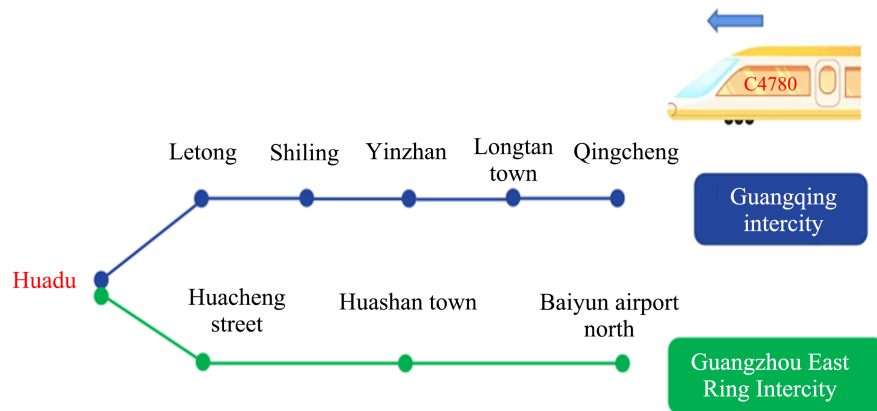 C4780
Letong
Shiling
Yinzhan
Longtan
town
Qingcheng
Guangqing
intercity
Huadu
Huacheng
street
Huashan town
Baiyun airport
north
Guangzhou East
Ring Intercity